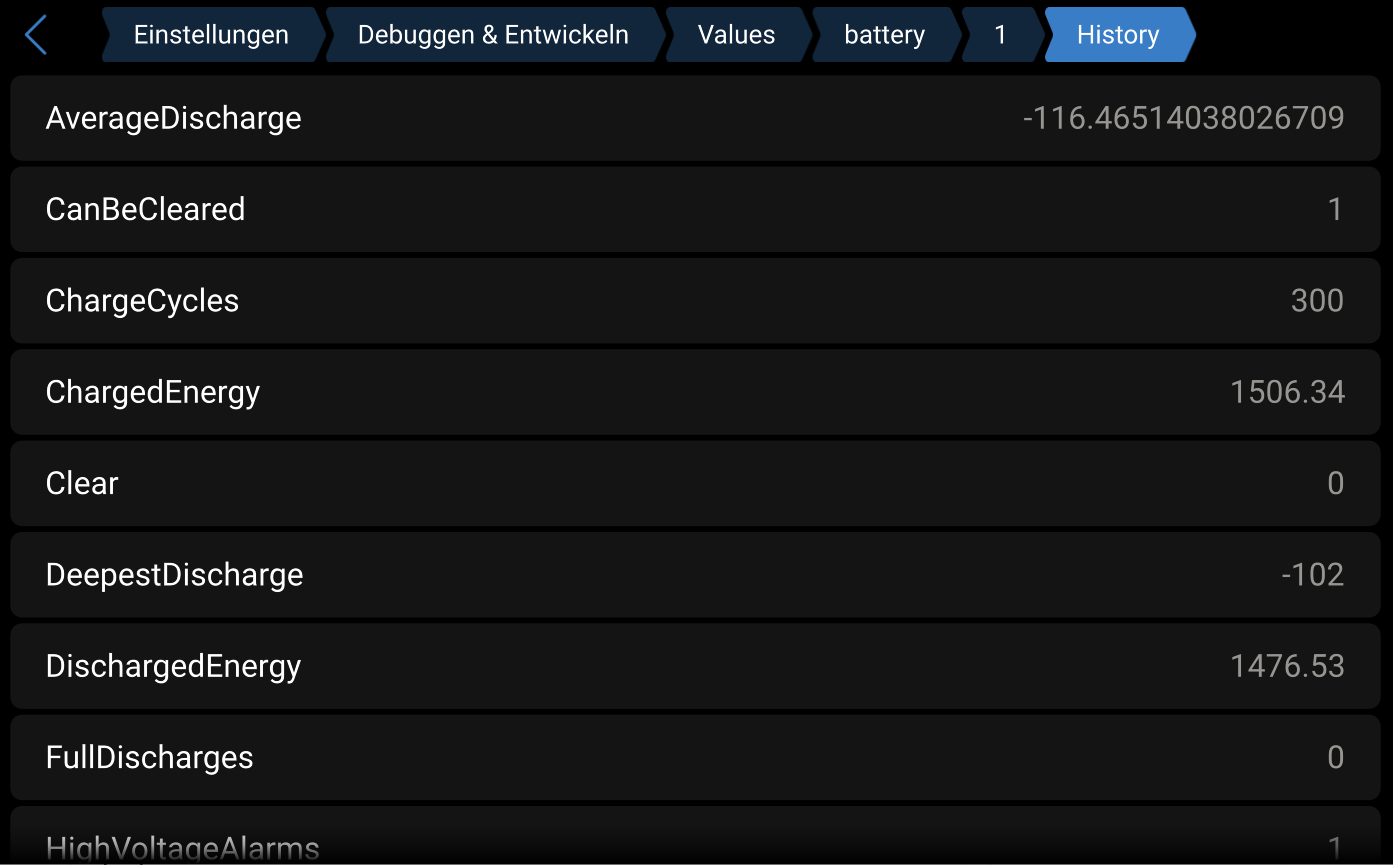 Einstellungen Debuggen & Entwickeln Values battery 1 History
AverageDischarge -116.46514038026709
CanBeCleared 1
ChargeCycles 300
ChargedEnergy 1506.34
Clear 0
DeepestDischarge -102
DischargedEnergy 1476.53
FullDischarges 0
HighVoltageAlarms 1